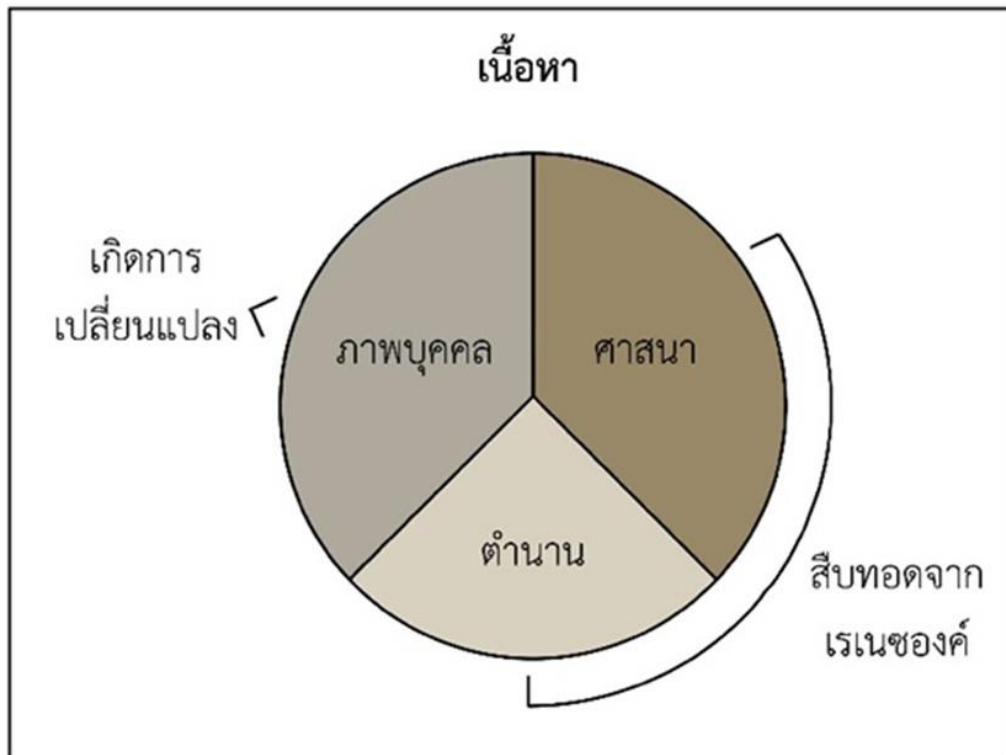 เนื้อหา
เกิดการ
เปลี่ยนแปลง
ภาพบุคคล
ศาสนา
ตำนาน
สืบทอดจาก
เรเนซองค์